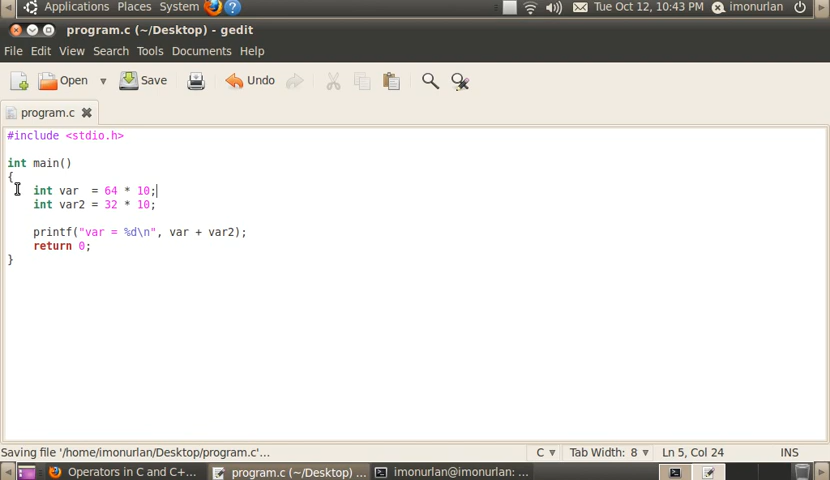 Applications Places System Tue Oct 12, 10:43 PM imonurlan
program.c (~/Desktop) - gedit
File Edit View Search Tools Documents Help
Open Save Undo
program.c
#include <stdio.h>
int main()
{
int var  = 64 * 10;
int var2 = 32 * 10;
printf("var = %d\n", var + var2);
return 0;
}
Saving file '/home/imonurlan/Desktop/program.c'... C Tab Width: 8 Ln 5, Col 24 INS
Operators in C and C+... program.c (~/Desktop) ... imonurlan@imonurlan: ...